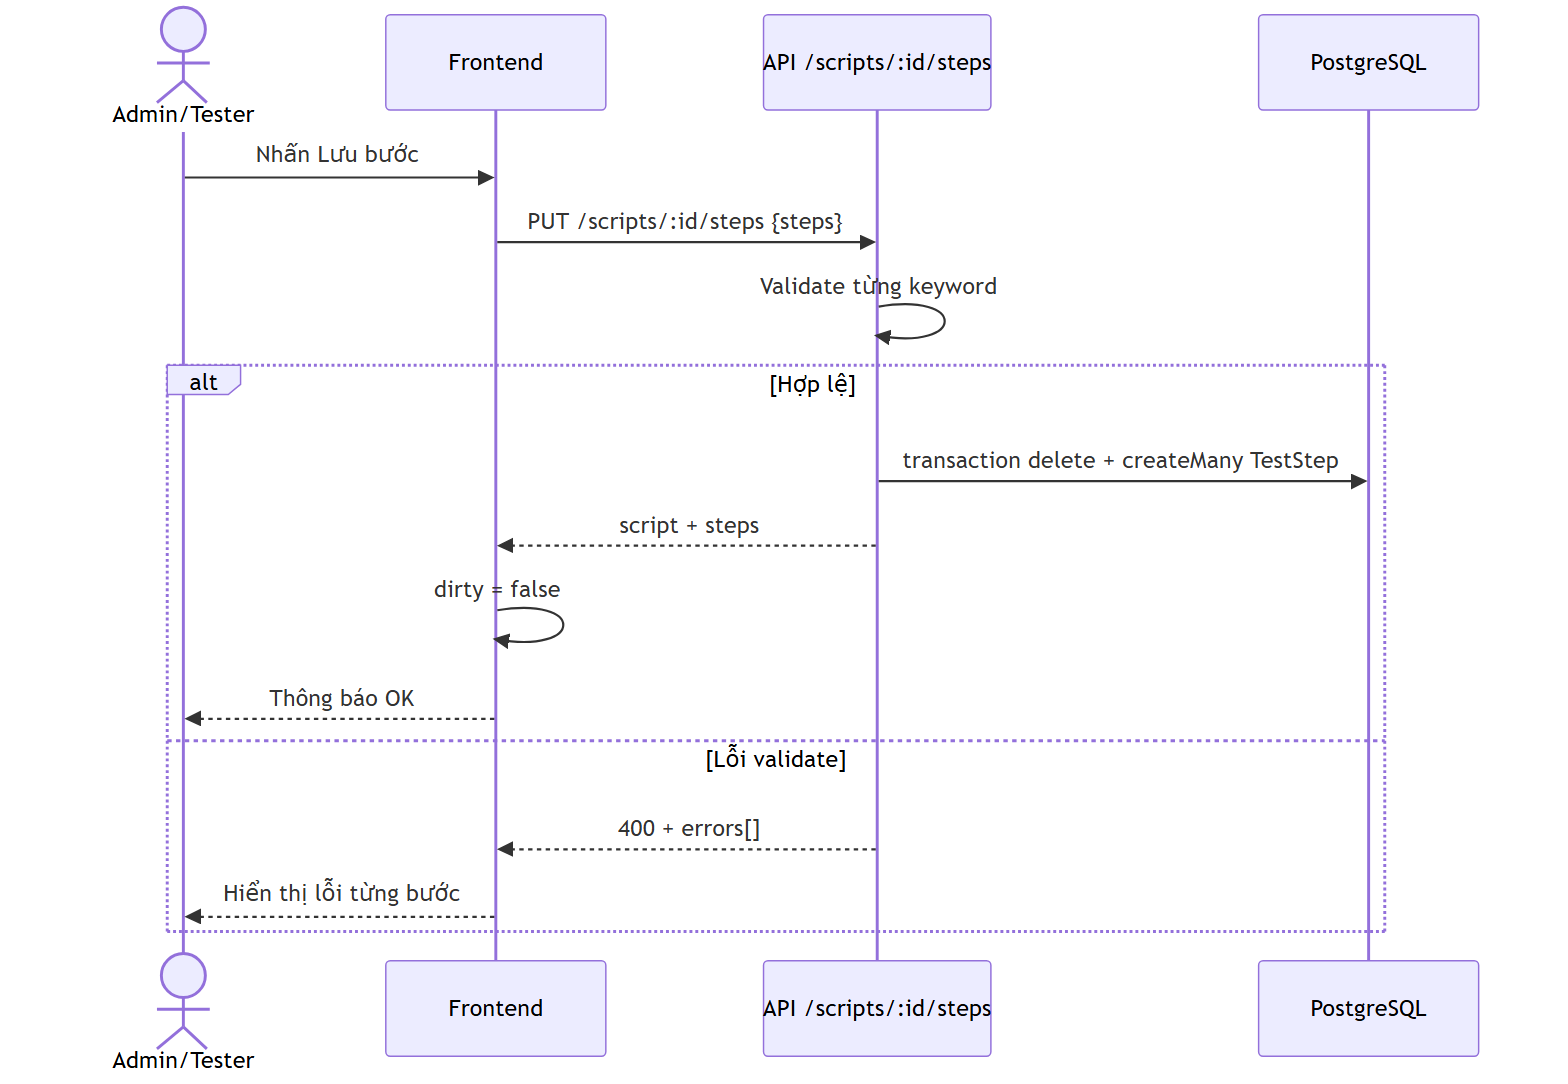 Admin/Tester
Frontend
API /scripts/:id/steps
PostgreSQL
Nhấn Lưu bước
PUT /scripts/:id/steps {steps}
Validate từng keyword
alt
[Hợp lệ]
transaction delete + createMany TestStep
script + steps
dirty = false
Thông báo OK
[Lỗi validate]
400 + errors[]
Hiển thị lỗi từng bước
Admin/Tester
Frontend
API /scripts/:id/steps
PostgreSQL